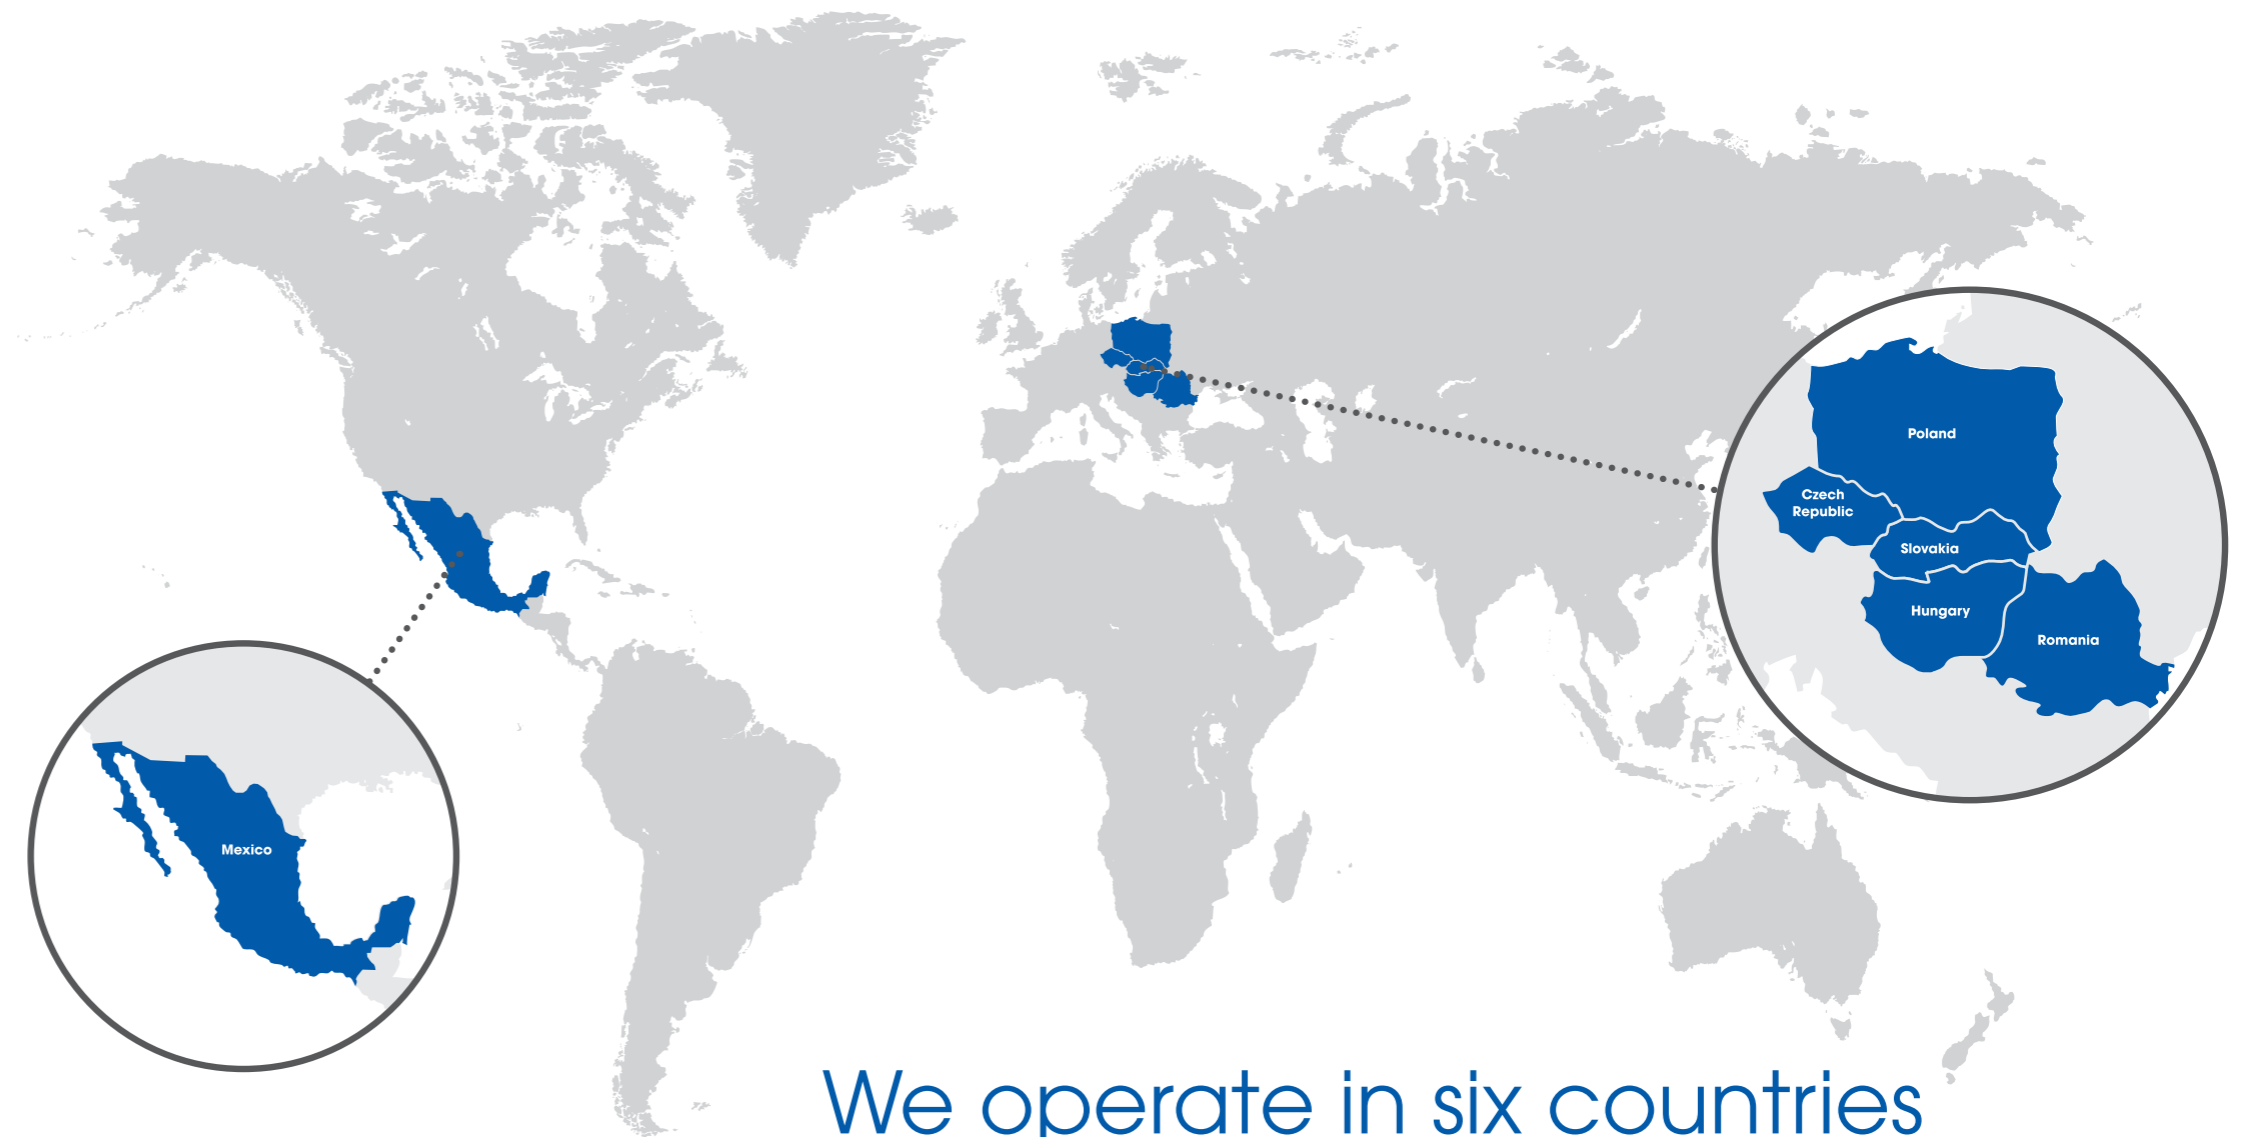 Poland
Czech
Republic
Slovakia
Hungary
Romania
Mexico
We operate in six countries